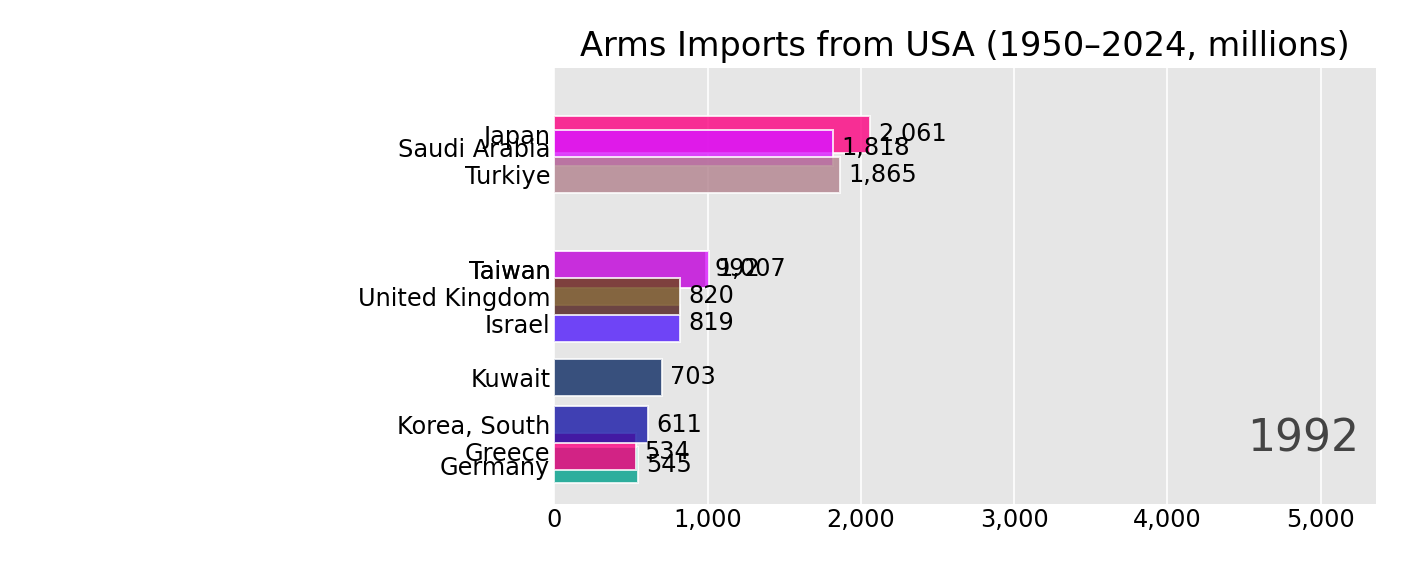 Arms Imports from USA (1950–2024, millions)
Japan 2,061
Saudi Arabia 1,818
Turkiye 1,865
Taiwan 992 1,007
United Kingdom 820
Israel 819
Kuwait 703
Korea, South 611
Greece 534
Germany 545
1992
0 1,000 2,000 3,000 4,000 5,000